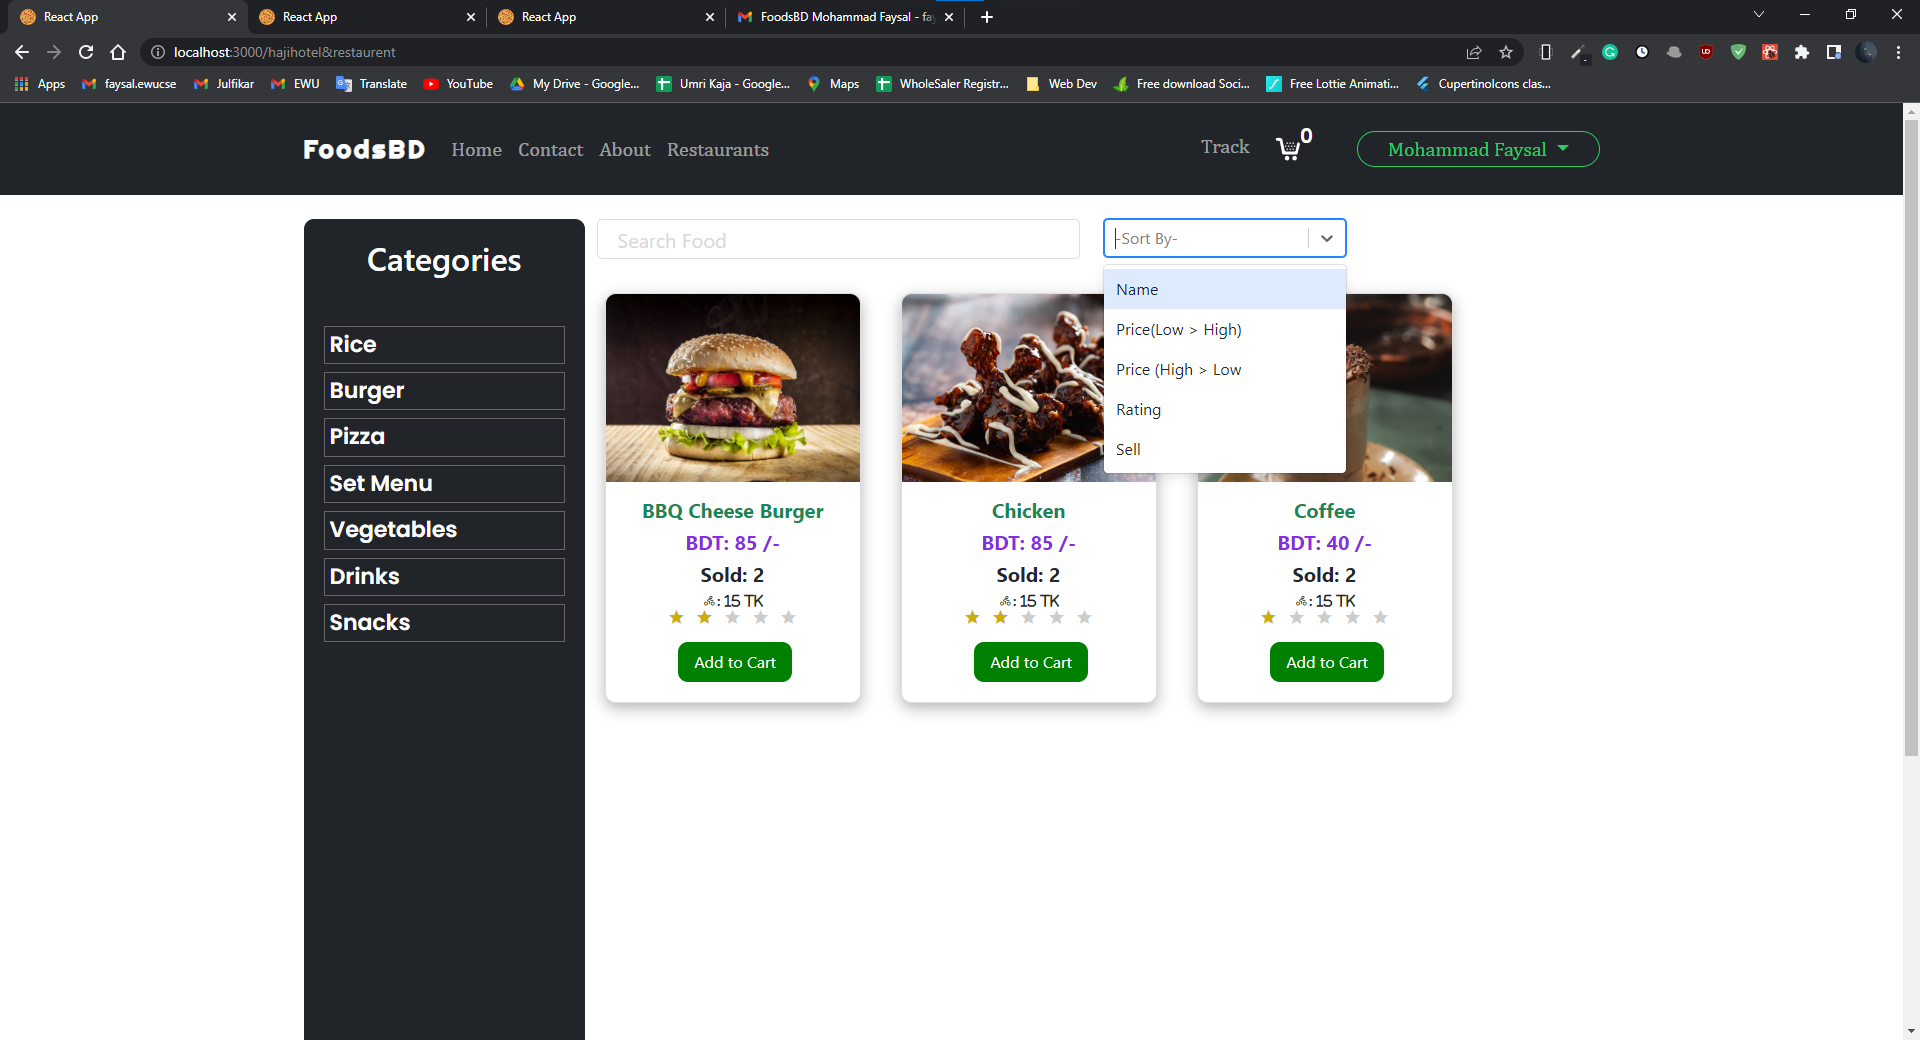 React App
React App
React App
FoodsBD Mohammad Faysal - fay
localhost:3000/hajihotel&restaurent
Apps
faysal.ewucse
Julfikar
EWU
Translate
YouTube
My Drive - Google...
Umri Kaja - Google...
Maps
WholeSaler Registr...
Web Dev
Free download Soci...
Free Lottie Animati...
CupertinoIcons clas...
FoodsBD
Home
Contact
About
Restaurants
Track
0
Mohammad Faysal
Categories
Rice
Burger
Pizza
Set Menu
Vegetables
Drinks
Snacks
Search Food
-Sort By-
Name
Price(Low > High)
Price (High > Low
Rating
Sell
BBQ Cheese Burger
BDT: 85 /-
Sold: 2
: 15 TK
Add to Cart
Chicken
BDT: 85 /-
Sold: 2
: 15 TK
Add to Cart
Coffee
BDT: 40 /-
Sold: 2
: 15 TK
Add to Cart